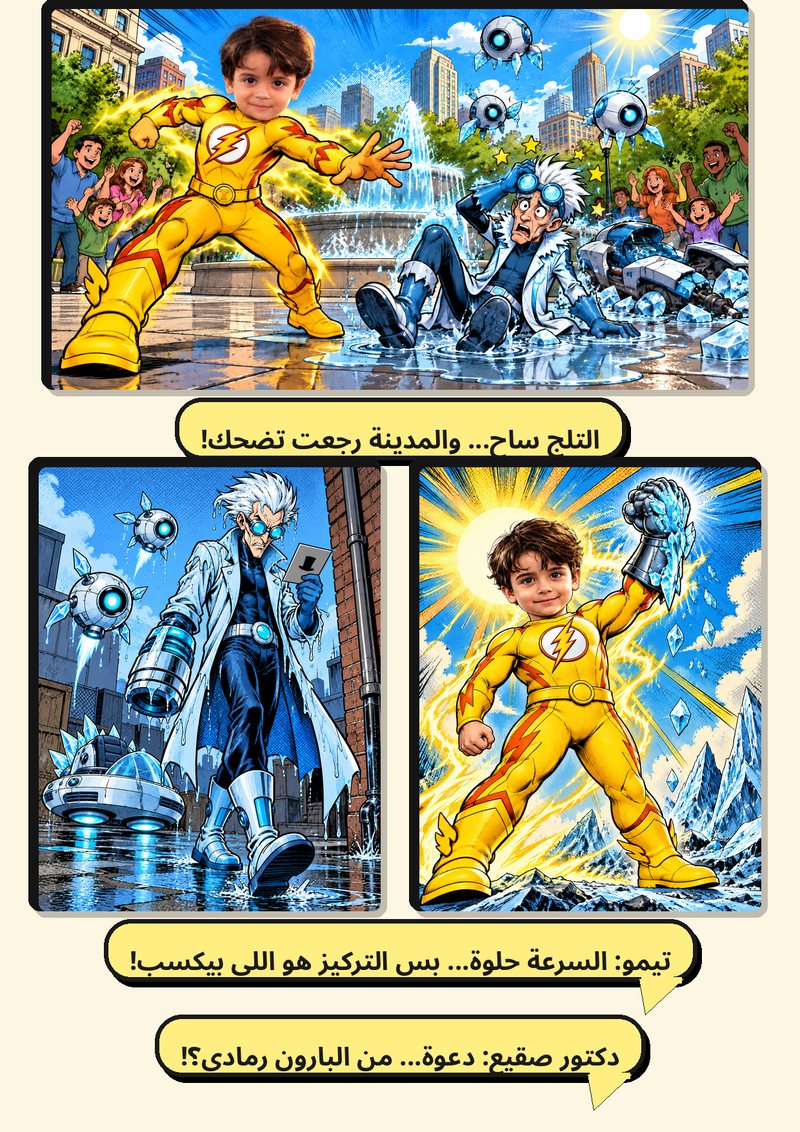 التلج ساح... والمدينة رجعت تضحك!
تيمو: السرعة حلوة... بس التركيز هو اللى بيكسب!
دكتور صقيع: دعوة... من البارون رمادى؟!